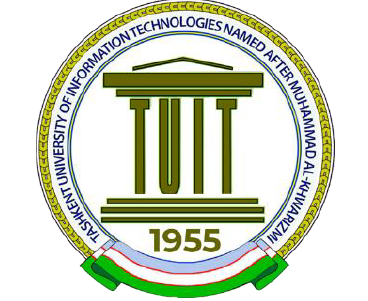 TASHKENT UNIVERSITY OF INFORMATION TECHNOLOGIES NAMED AFTER MUHAMMAD AL-KHWARIZMI
TUIT
1955